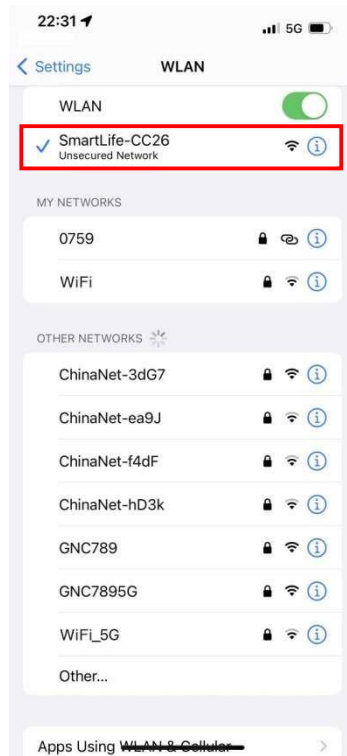 22:31
5G
Settings
WLAN
WLAN
SmartLife-CC26
Unsecured Network
MY NETWORKS
0759
WiFi
OTHER NETWORKS
ChinaNet-3dG7
ChinaNet-ea9J
ChinaNet-f4dF
ChinaNet-hD3k
GNC789
GNC7895G
WiFi_5G
Other...
Apps Using WLAN & Cellular